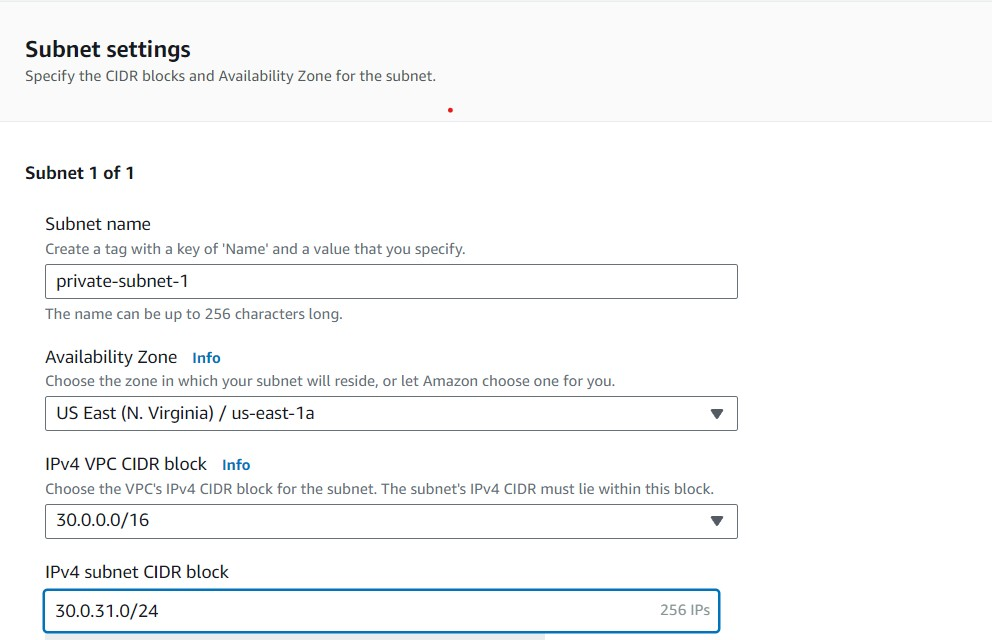 Subnet settings
Specify the CIDR blocks and Availability Zone for the subnet.
Subnet 1 of 1
Subnet name
Create a tag with a key of 'Name' and a value that you specify.
private-subnet-1
The name can be up to 256 characters long.
Availability Zone Info
Choose the zone in which your subnet will reside, or let Amazon choose one for you.
US East (N. Virginia) / us-east-1a
IPv4 VPC CIDR block Info
Choose the VPC's IPv4 CIDR block for the subnet. The subnet's IPv4 CIDR must lie within this block.
30.0.0.0/16
IPv4 subnet CIDR block
30.0.31.0/24 256 IPs